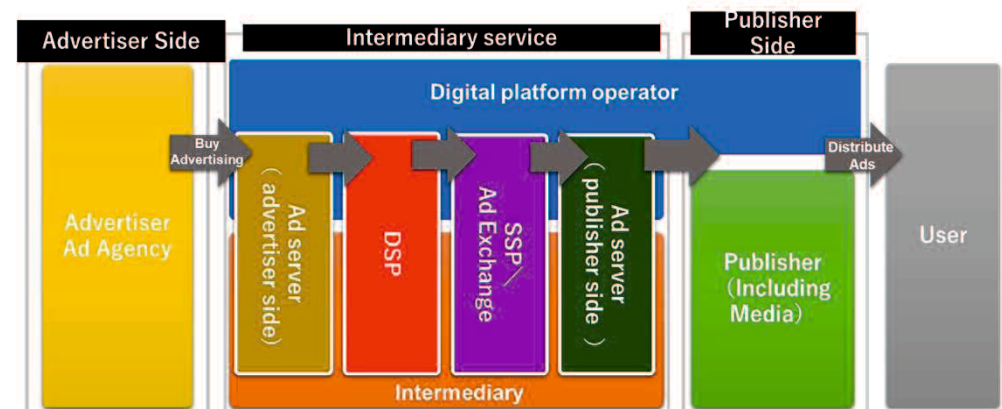 Advertiser Side
Intermediary service
Publisher
Side
Digital platform operator
Buy
Advertising
Distribute
Ads
Advertiser
Ad Agency
Ad server
(advertiser side)
DSP
SSP/
Ad Exchange
Ad server
(publisher side)
Publisher
(Including
Media)
User
Intermediary